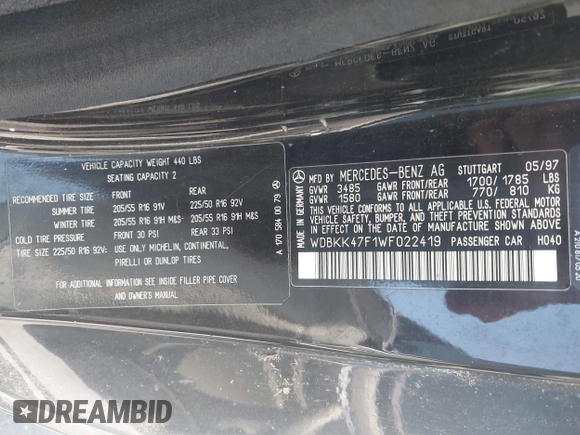 VEHICLE CAPACITY WEIGHT 440 LBS
SEATING CAPACITY 2
RECOMMENDED TIRE SIZE FRONT REAR
SUMMER TIRE 205/55 R16 91V 225/50 R16 92V
WINTER TIRE 205/55 R16 91H M&S· 205/55 R16 91H M&S·
COLD TIRE PRESSURE FRONT 30 PSI REAR 33 PSI
TIRE 225/50 R16 92V: USE ONLY MICHELIN, CONTINENTAL,
PIRELLI OR DUNLOP TIRES
FOR ADDITIONAL INFORMATION SEE INSIDE FUEL FILLER FLAP
AND OWNER'S MANUAL
A 170 584 00 79
MADE IN GERMANY
MFD BY MERCEDES-BENZ AG STUTTGART 05/97
GVWR 3485 GAWR FRONT/REAR 1700/ 1785 LBS
GVWR 1580 GAWR FRONT/REAR 770/ 810 KG
THIS VEHICLE CONFORMS TO ALL APPLICABLE U.S. FEDERAL MOTOR
VEHICLE SAFETY, BUMPER, AND THEFT PREVENTION STANDARDS
IN EFFECT ON THE DATE OF MANUFACTURE SHOWN ABOVE.
WDBKK47F1WF022419 PASSENGER CAR H040
DREAMBID